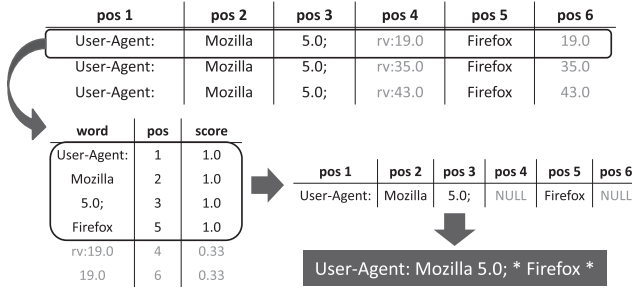 pos 1 pos 2 pos 3 pos 4 pos 5 pos 6
User-Agent: Mozilla 5.0; rv:19.0 Firefox 19.0
User-Agent: Mozilla 5.0; rv:35.0 Firefox 35.0
User-Agent: Mozilla 5.0; rv:43.0 Firefox 43.0
word pos score
User-Agent: 1 1.0
Mozilla 2 1.0
5.0; 3 1.0
Firefox 5 1.0
rv:19.0 4 0.33
19.0 6 0.33
pos 1 pos 2 pos 3 pos 4 pos 5 pos 6
User-Agent: Mozilla 5.0; NULL Firefox NULL
User-Agent: Mozilla 5.0; * Firefox *